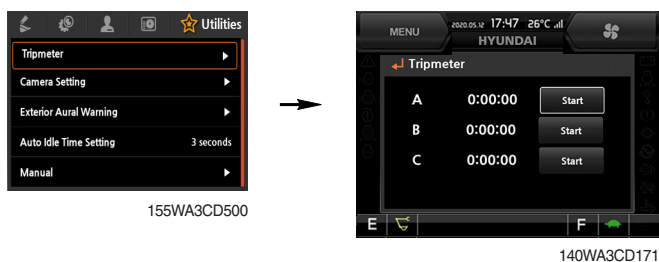 Utilities
Tripmeter
Camera Setting
Exterior Aural Warning
Auto Idle Time Setting 3 seconds
Manual
155WA3CD500
MENU
2020.05.12 17:47 26°C
HYUNDAI
Tripmeter
A 0:00:00 Start
B 0:00:00 Start
C 0:00:00 Start
E F
140WA3CD171